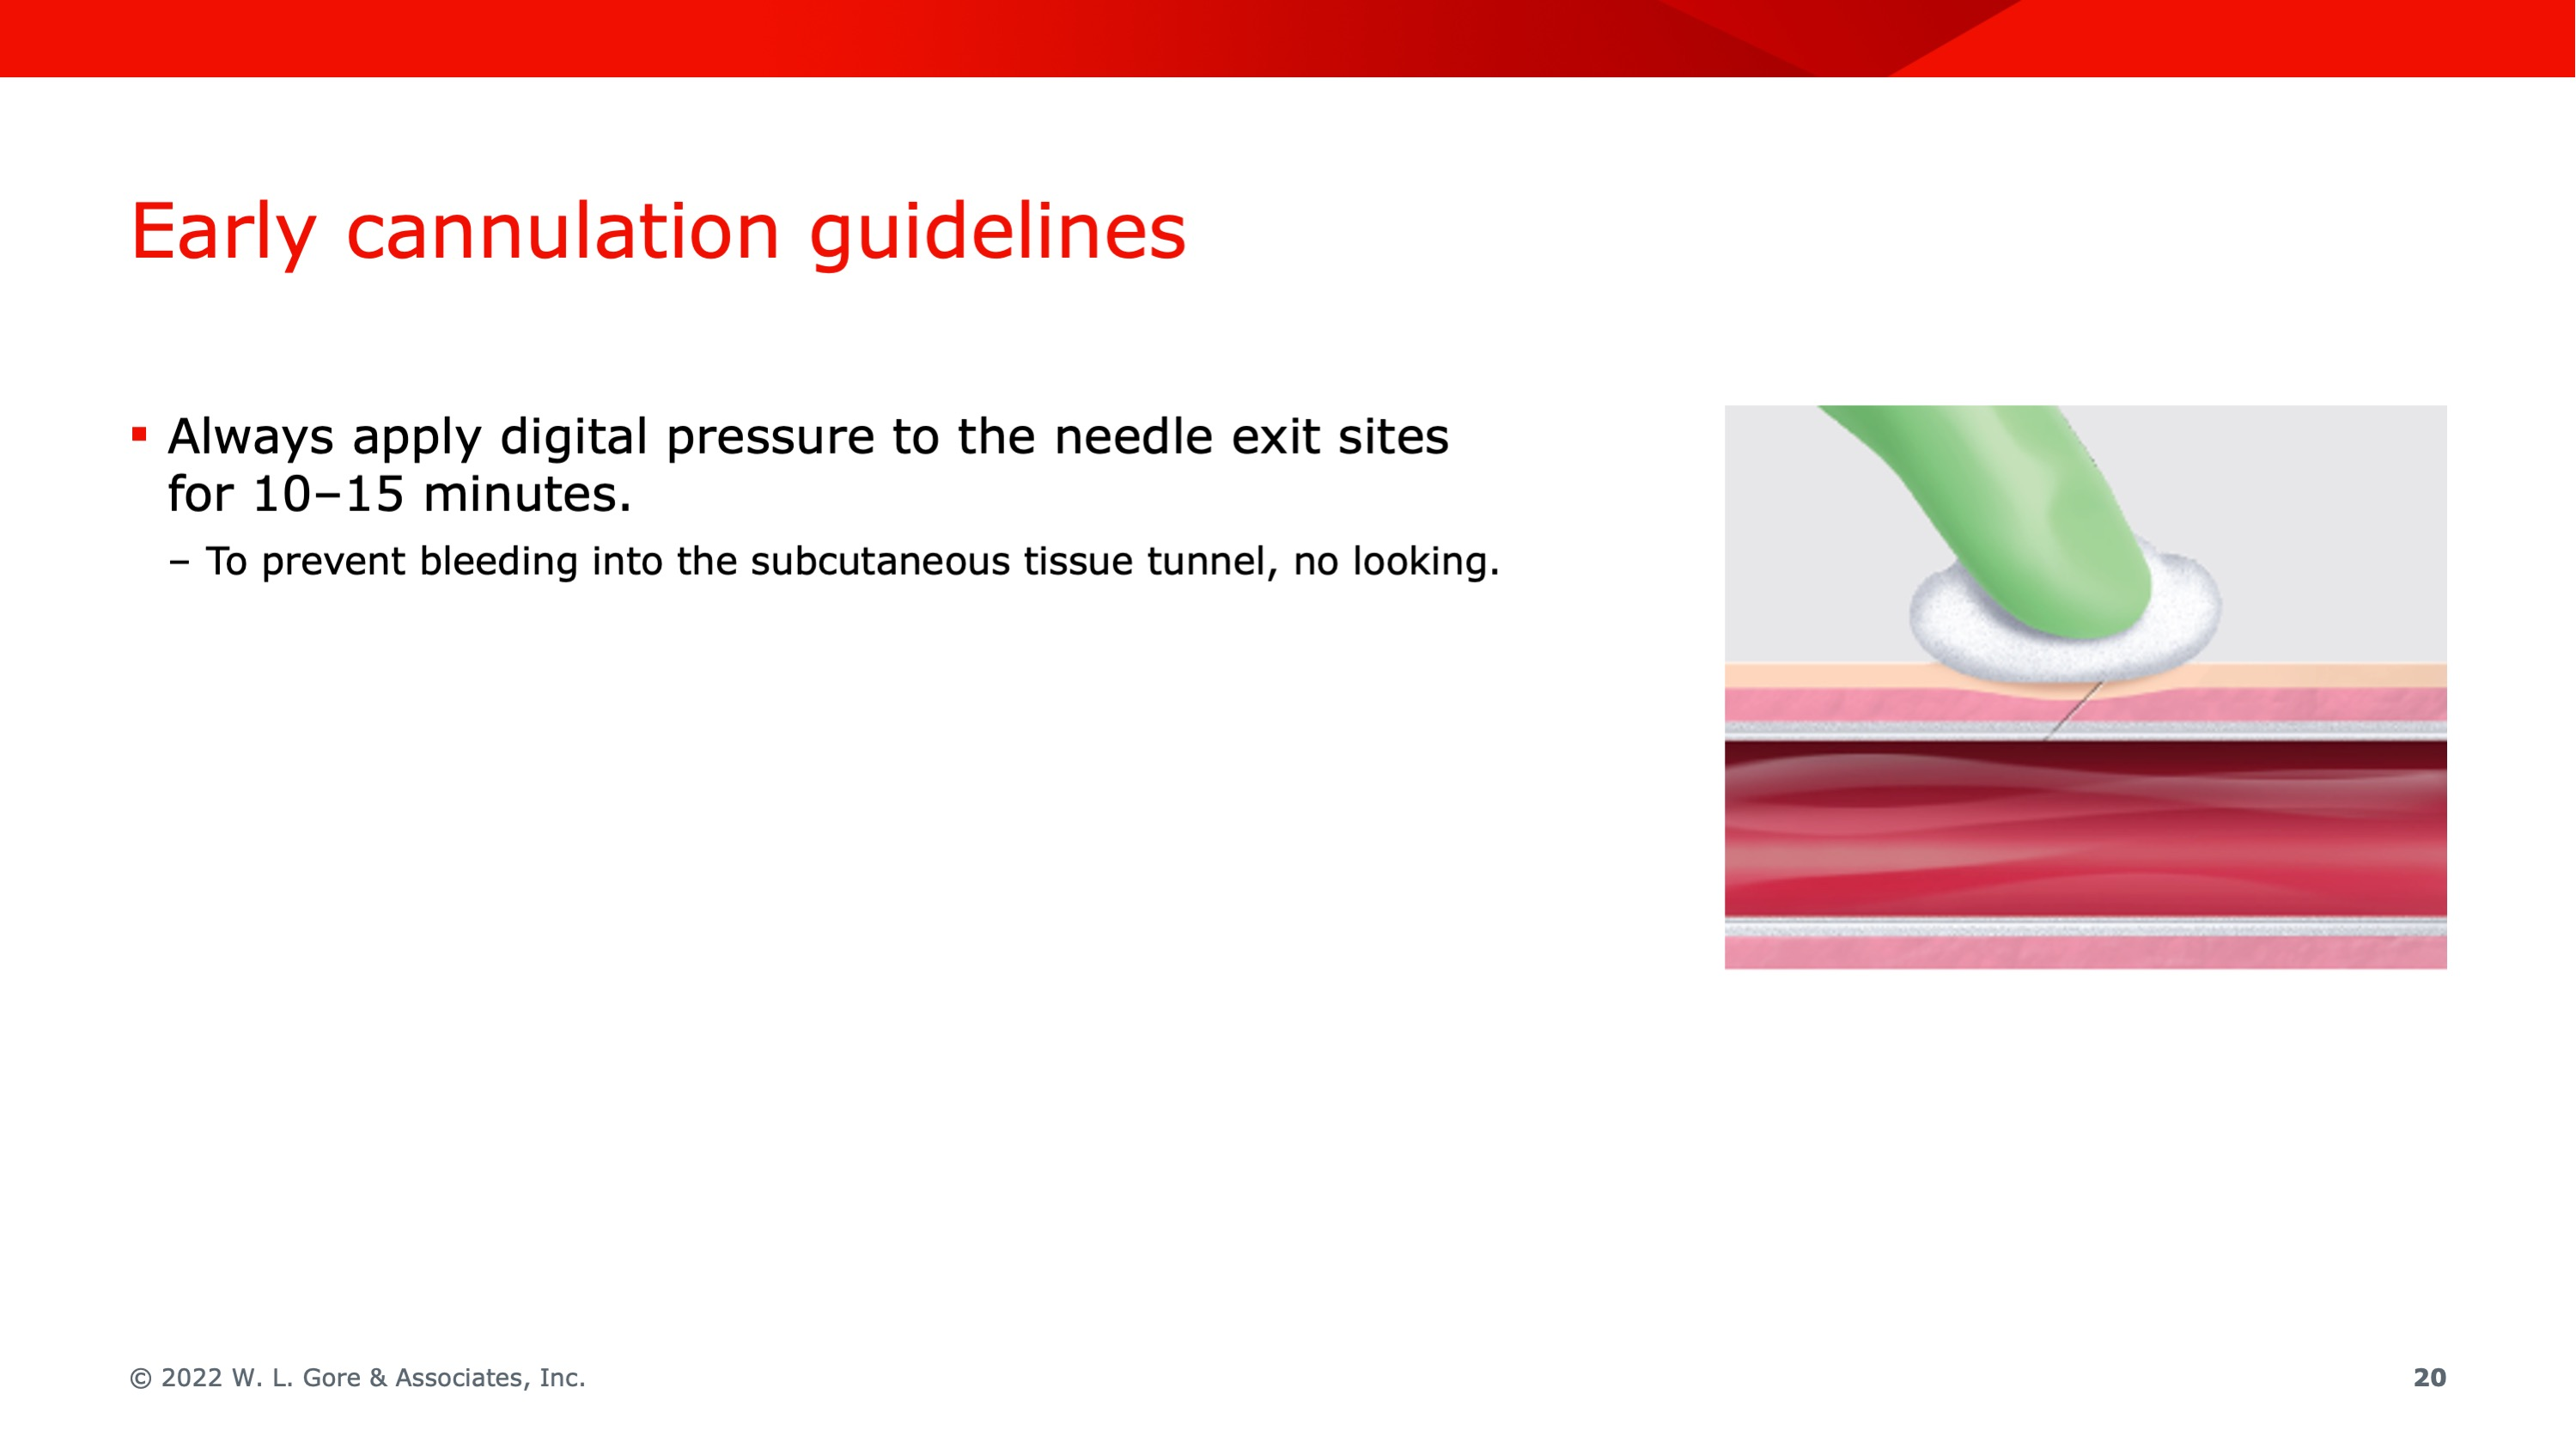 Early cannulation guidelines
▪ Always apply digital pressure to the needle exit sites
for 10–15 minutes.
– To prevent bleeding into the subcutaneous tissue tunnel, no looking.
© 2022 W. L. Gore & Associates, Inc.
20